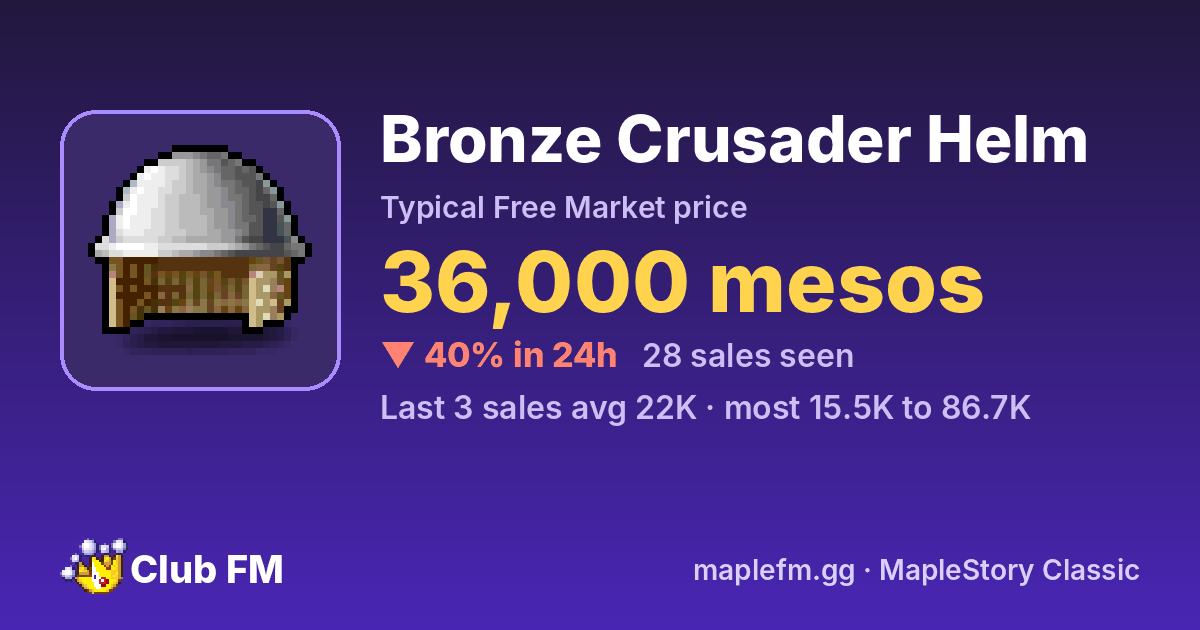 Bronze Crusader Helm
Typical Free Market price
36,000 mesos
▼ 40% in 24h 28 sales seen
Last 3 sales avg 22K · most 15.5K to 86.7K
Club FM
maplefm.gg · MapleStory Classic